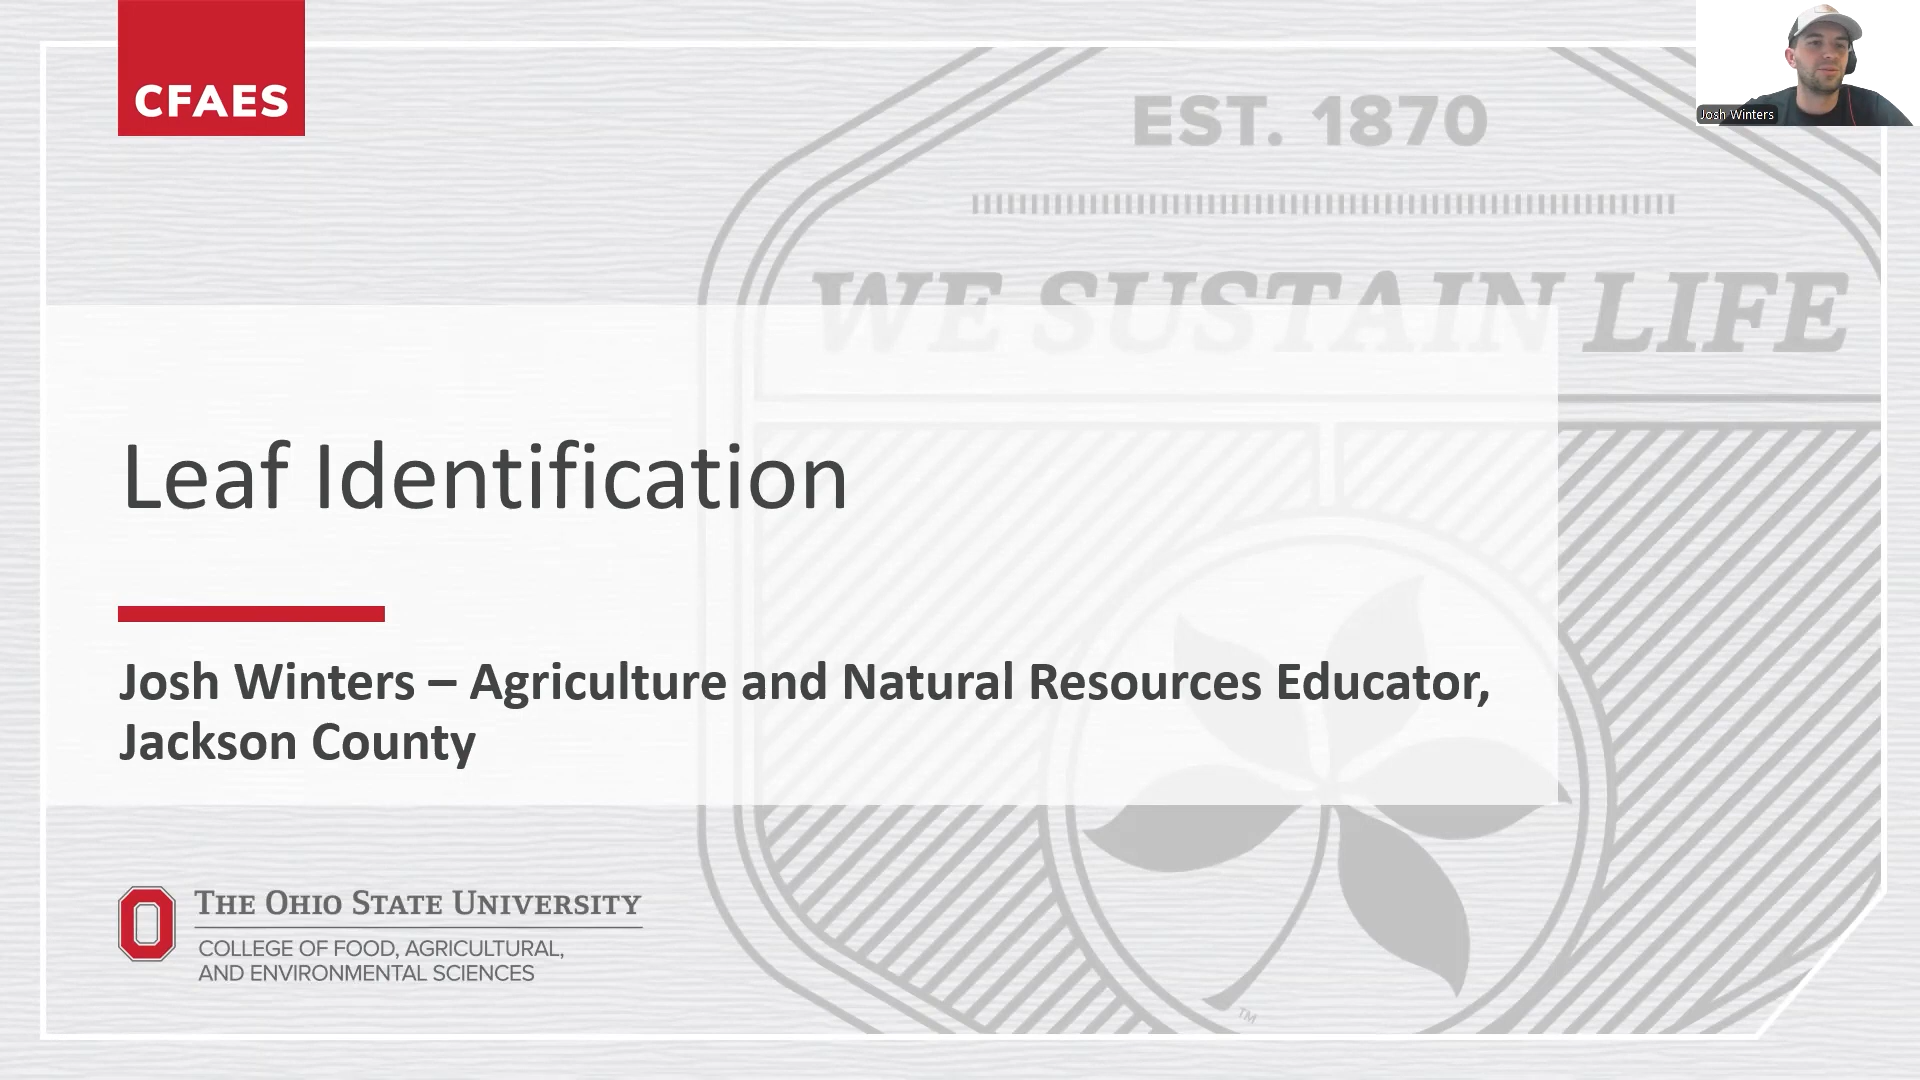 CFAES
Josh Winters
EST. 1870
WE SUSTAIN LIFE
Leaf Identification
Josh Winters – Agriculture and Natural Resources Educator,
Jackson County
THE OHIO STATE UNIVERSITY
COLLEGE OF FOOD, AGRICULTURAL,
AND ENVIRONMENTAL SCIENCES
TM